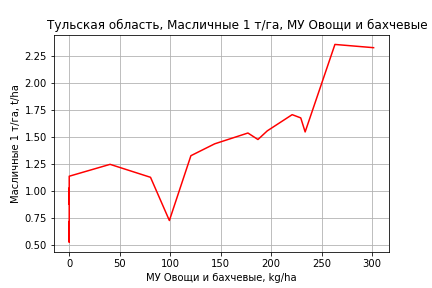 Тульская область, Масличные 1 т/га, МУ Овощи и бахчевые
Масличные 1 т/га, t/ha
2.25
2.00
1.75
1.50
1.25
1.00
0.75
0.50
0 50 100 150 200 250 300
МУ Овощи и бахчевые, kg/ha